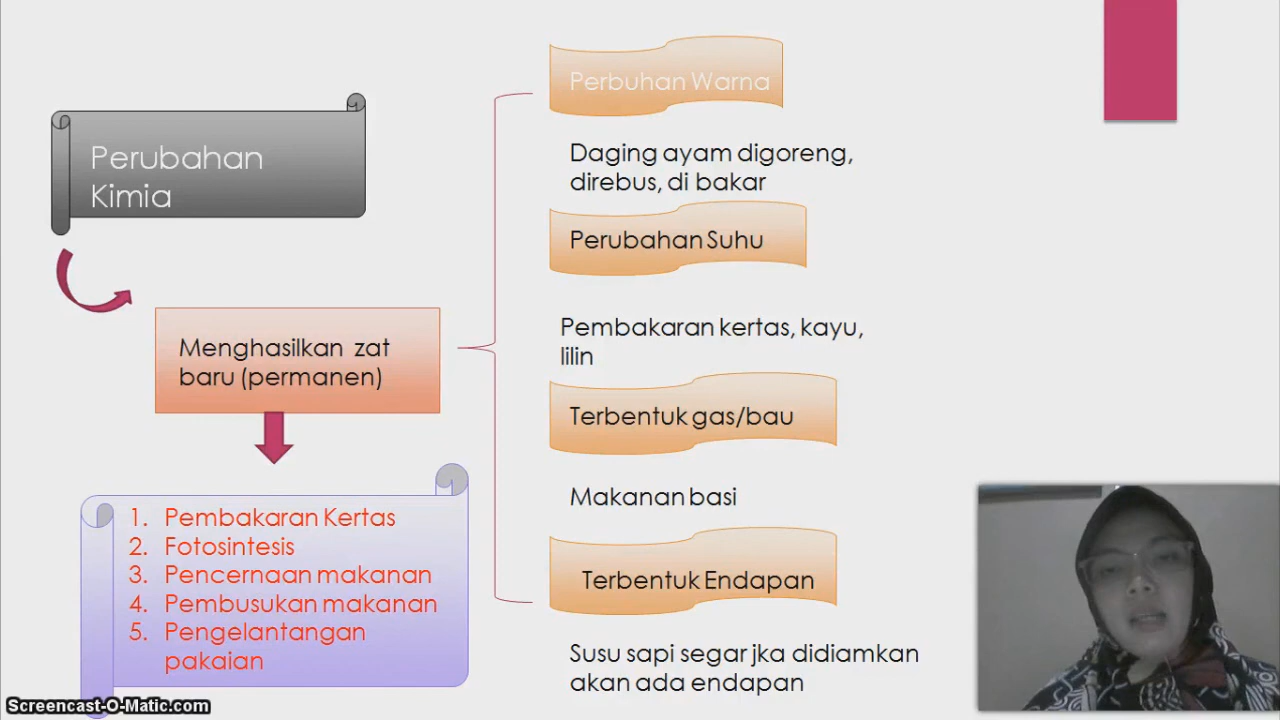 Perubahan
Kimia
Menghasilkan zat
baru (permanen)
1. Pembakaran Kertas
2. Fotosintesis
3. Pencernaan makanan
4. Pembusukan makanan
5. Pengelantangan
pakaian
Perbuhan Warna
Daging ayam digoreng,
direbus, di bakar
Perubahan Suhu
Pembakaran kertas, kayu,
lilin
Terbentuk gas/bau
Makanan basi
Terbentuk Endapan
Susu sapi segar jka didiamkan
akan ada endapan
Screencast-O-Matic.com